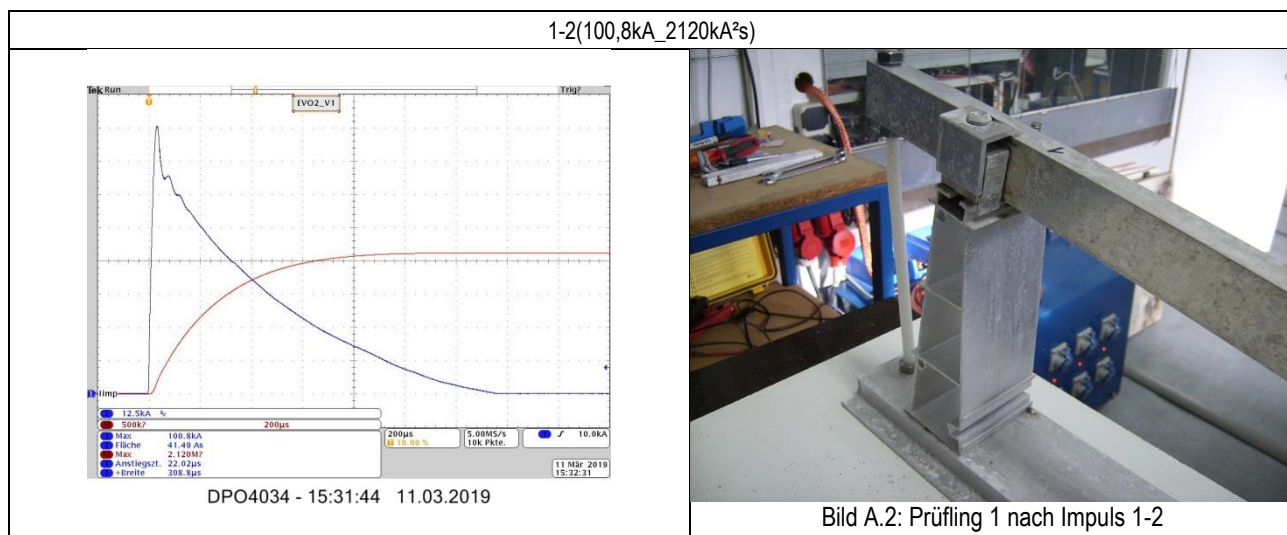 1-2(100,8kA_2120kA²s)
Tek Run
Trig?
EVO2_V1
Iimp
12.5kA
500k?
200µs
Max 100.8kA
Fläche 41.49 As
Max 2.120M?
Anstiegszt. 22.02µs
+Breite 308.8µs
200µs
10.00 %
5.00MS/s
10k Pkte.
1 10.0kA
11 Mär 2019
15:32:31
DPO4034 - 15:31:44 11.03.2019
Bild A.2: Prüfling 1 nach Impuls 1-2